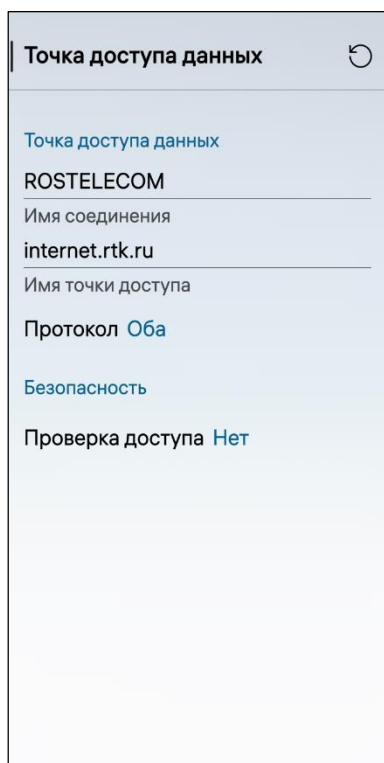 Точка доступа данных
Точка доступа данных
ROSTELECOM
Имя соединения
internet.rtk.ru
Имя точки доступа
Протокол Оба
Безопасность
Проверка доступа Нет